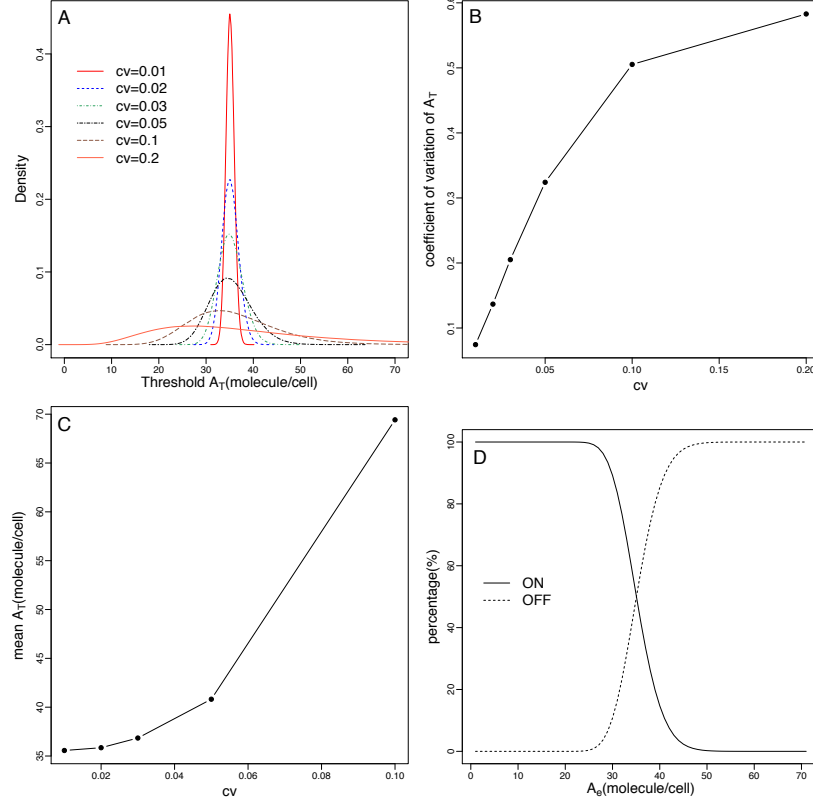 A
Density
0.0 0.1 0.2 0.3 0.4
cv=0.01
cv=0.02
cv=0.03
cv=0.05
cv=0.1
cv=0.2
0 10 20 30 40 50 60 70
Threshold A_T(molecule/cell)
B
coefficient of variation of A_T
0.1 0.2 0.3 0.4 0.5 0.6
0.05 0.10 0.15 0.20
cv
C
mean A_T(molecule/cell)
35 40 45 50 55 60 65 70
0.02 0.04 0.06 0.08 0.10
cv
D
percentage(%)
0 20 40 60 80 100
ON
OFF
0 10 20 30 40 50 60 70
A_e(molecule/cell)